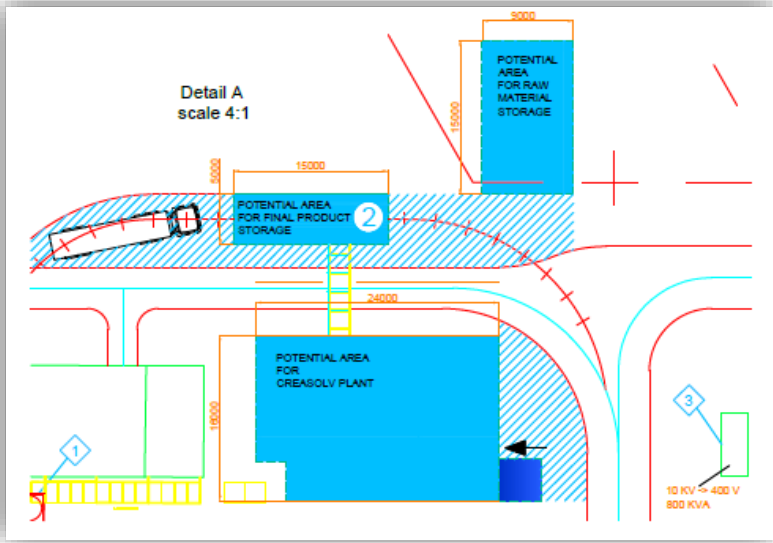 9000
POTENTIAL
AREA
FOR RAW
MATERIAL
STORAGE
15000
Detail A
scale 4:1
15000
5000
POTENTIAL AREA
FOR FINAL PRODUCT
STORAGE
2
24000
POTENTIAL AREA
FOR
CREASOLV PLANT
16000
1
3
10 KV -> 400 V
800 KVA